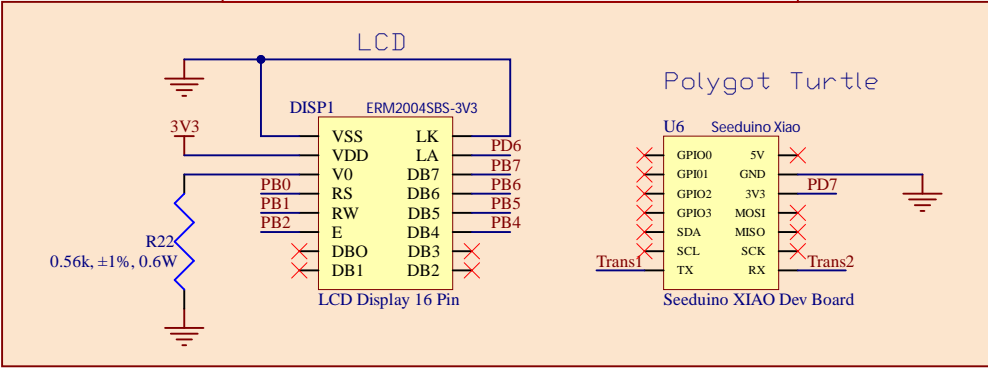 LCD
DISP1 ERM2004SBS-3V3
3V3
VSS LK
VDD LA PD6
V0 DB7 PB7
PB0 RS DB6 PB6
PB1 RW DB5 PB5
PB2 E DB4 PB4
DBO DB3
DB1 DB2
LCD Display 16 Pin
R22
0.56k, ±1%, 0.6W
Polygot Turtle
U6 Seeduino Xiao
GPIO0 5V
GPI01 GND
GPIO2 3V3 PD7
GPIO3 MOSI
SDA MISO
SCL SCK
Trans1 TX RX Trans2
Seeduino XIAO Dev Board